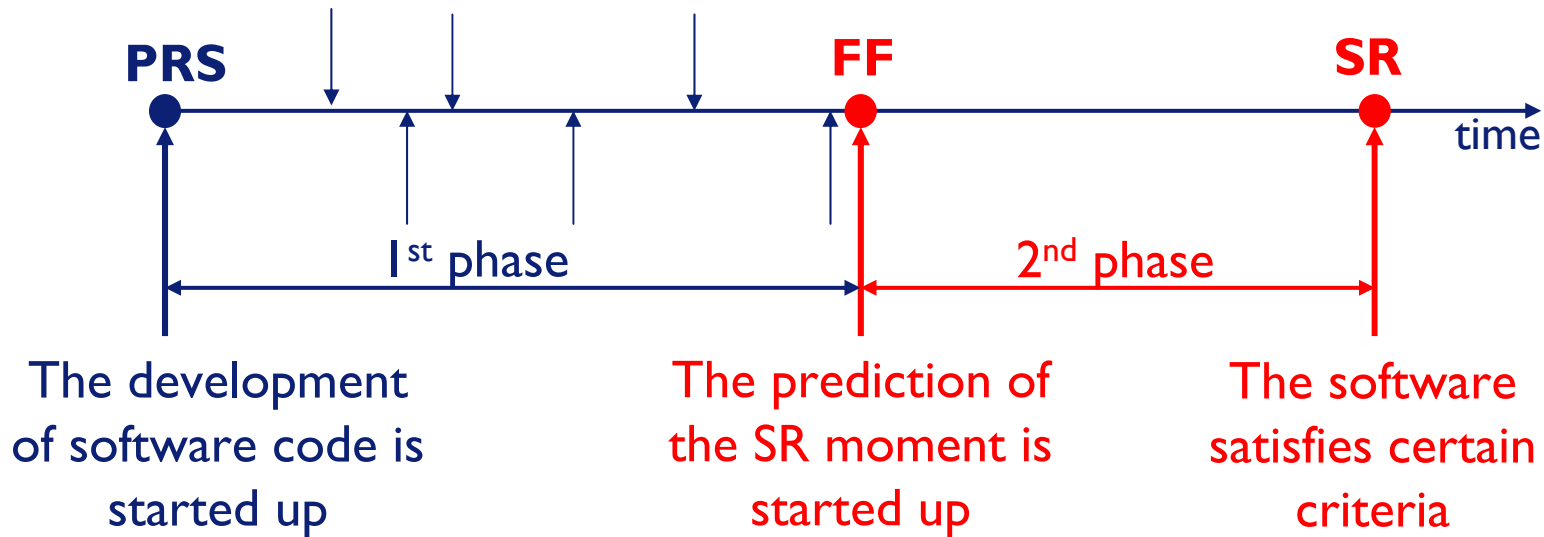 PRS
FF
SR
time
1st phase
2nd phase
The development
of software code is
started up
The prediction of
the SR moment is
started up
The software
satisfies certain
criteria